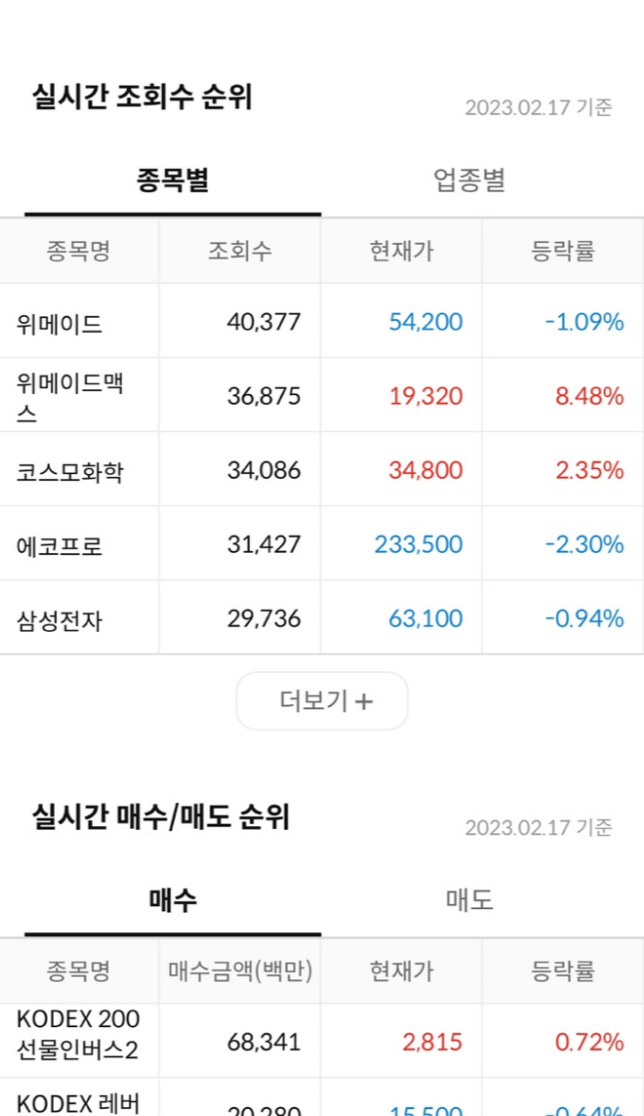 실시간 조회수 순위
2023.02.17 기준
종목별 업종별
종목명 조회수 현재가 등락률
위메이드 40,377 54,200 -1.09%
위메이드맥
스 36,875 19,320 8.48%
코스모화학 34,086 34,800 2.35%
에코프로 31,427 233,500 -2.30%
삼성전자 29,736 63,100 -0.94%
더보기 +
실시간 매수/매도 순위
2023.02.17 기준
매수 매도
종목명 매수금액(백만) 현재가 등락률
KODEX 200
선물인버스2 68,341 2,815 0.72%
KODEX 레버
20,280 15,500 -0.64%